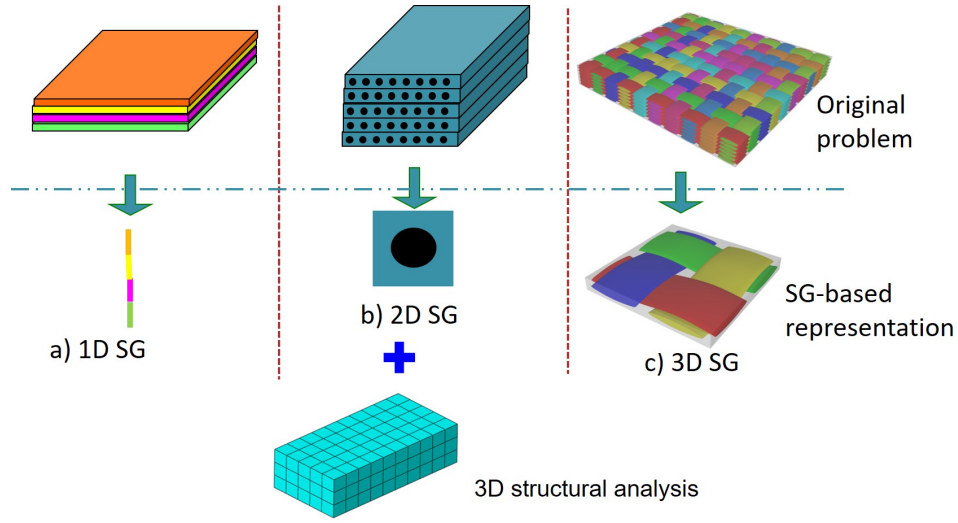 Original
problem
a) 1D SG
b) 2D SG
c) 3D SG
SG-based
representation
3D structural analysis